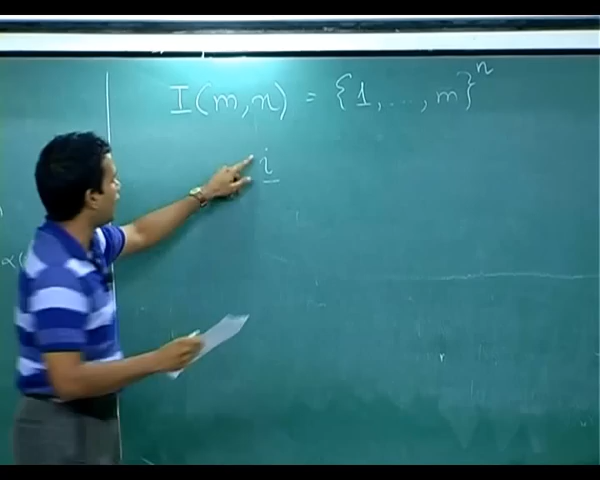 I(m,n) = {1,...,m}^n
i
α(